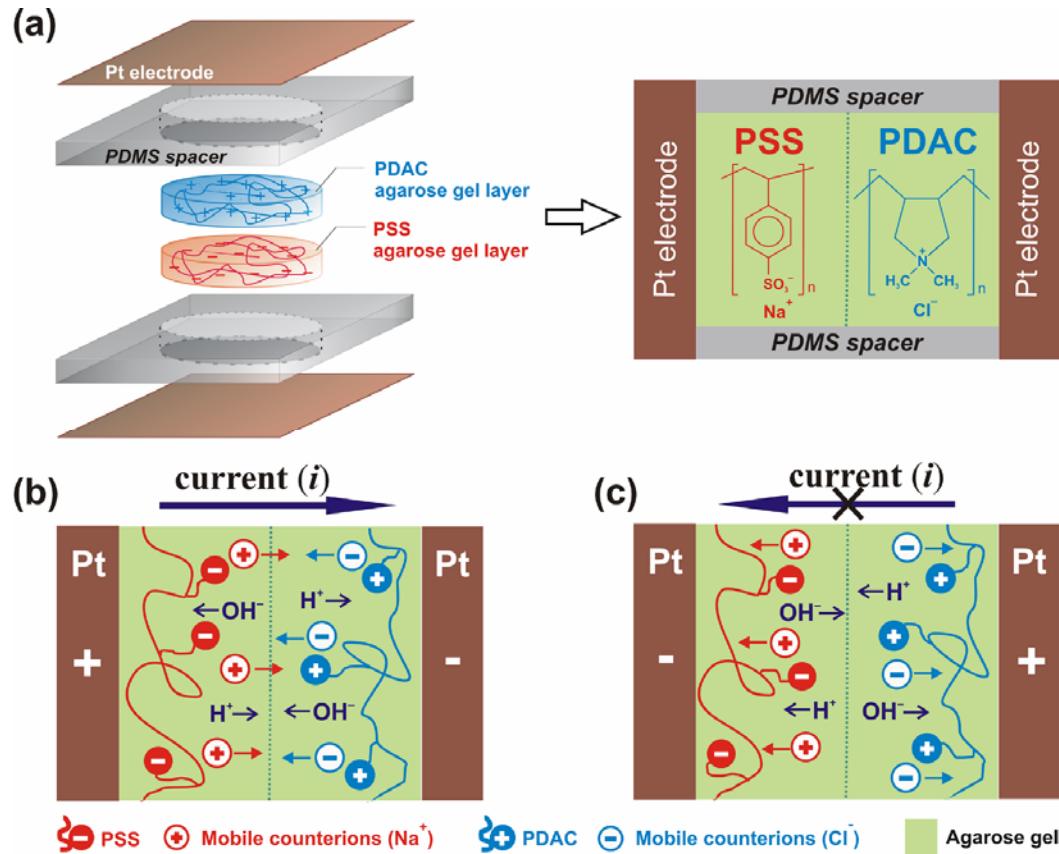 (a)
Pt electrode
PDMS spacer
PDAC
agarose gel layer
PSS
agarose gel layer
PDMS spacer
Pt electrode
PSS
PDAC
Pt electrode
SO₃⁻
n
Na⁺
N⁺
H₃C
CH₃
n
Cl⁻
PDMS spacer
(b)
current (i)
Pt
Pt
+
-
OH⁻
H⁺
H⁺
OH⁻
(c)
current (i)
Pt
Pt
-
+
H⁺
OH⁻
H⁺
OH⁻
PSS
Mobile counterions (Na⁺)
PDAC
Mobile counterions (Cl⁻)
Agarose gel